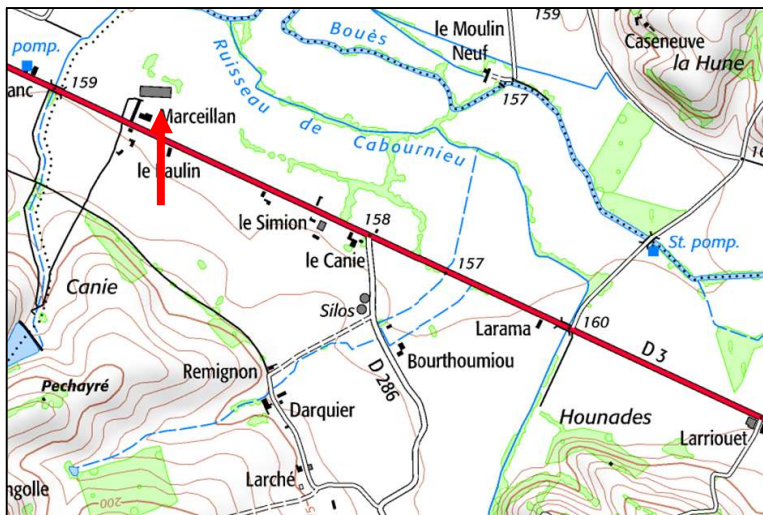 pomp.
anc
159
Marceillan
Ruisseau
de
Cabournieu
Bouès
le Moulin
Neuf
157
159
Caseneuve
la Hune
le Simion
158
le Canie
157
St. pomp.
Canie
Silos
Larama
160
D 3
Remignon
D 286
Bourthoumiou
Pechayré
Darquier
Hounades
Larriouet
Larché
ngolle
200